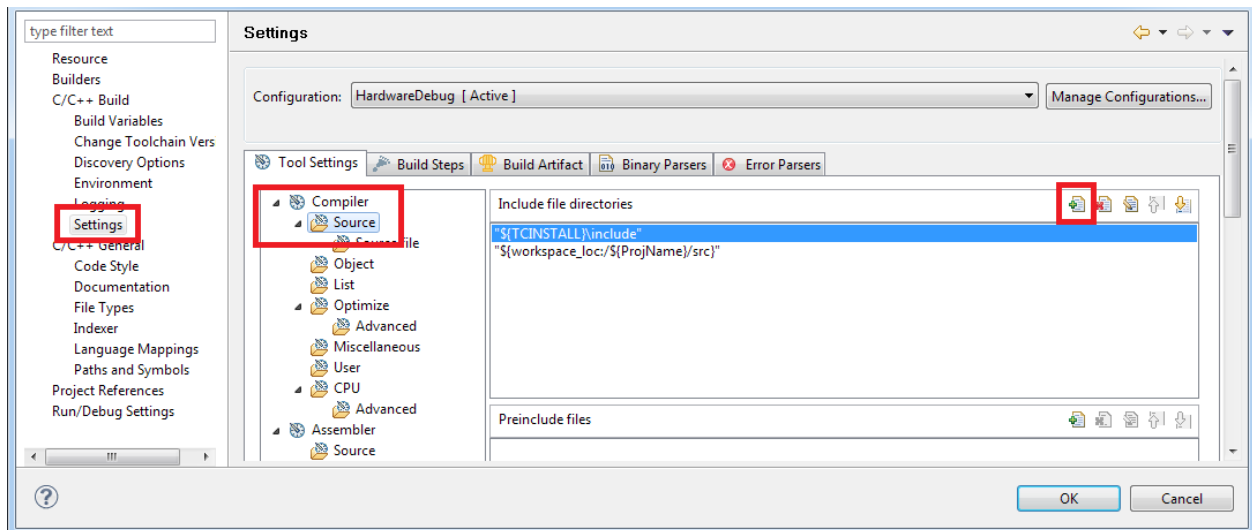 type filter text
Resource
Builders
C/C++ Build
Build Variables
Change Toolchain Vers
Discovery Options
Environment
Logging
Settings
C/C++ General
Code Style
Documentation
File Types
Indexer
Language Mappings
Paths and Symbols
Project References
Run/Debug Settings
Settings
Configuration: HardwareDebug [ Active ] Manage Configurations...
Tool Settings Build Steps Build Artifact Binary Parsers Error Parsers
Compiler
Source
Source File
Object
List
Optimize
Advanced
Miscellaneous
User
CPU
Advanced
Assembler
Source
Include file directories
"${TCINSTALL}\include"
"${workspace_loc:/${ProjName}/src}"
Preinclude files
OK Cancel